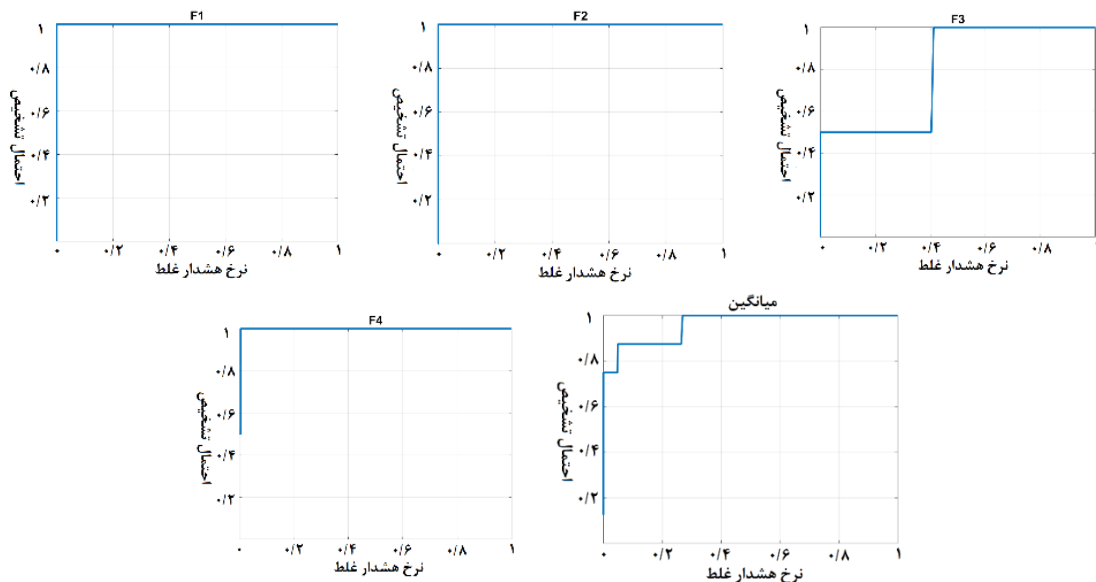 F1
۱
۰/۸
۰/۶
۰/۴
۰/۲
احتمال تشخیص
۰ ۰/۲ ۰/۴ ۰/۶ ۰/۸ ۱
نرخ هشدار غلط
F2
۱
۰/۸
۰/۶
۰/۴
۰/۲
احتمال تشخیص
۰ ۰/۲ ۰/۴ ۰/۶ ۰/۸ ۱
نرخ هشدار غلط
F3
۱
۰/۸
۰/۶
۰/۴
۰/۲
احتمال تشخیص
۰ ۰/۲ ۰/۴ ۰/۶ ۰/۸ ۱
نرخ هشدار غلط
F4
۱
۰/۸
۰/۶
۰/۴
۰/۲
احتمال تشخیص
۰ ۰/۲ ۰/۴ ۰/۶ ۰/۸ ۱
نرخ هشدار غلط
میانگین
۱
۰/۸
۰/۶
۰/۴
۰/۲
احتمال تشخیص
۰ ۰/۲ ۰/۴ ۰/۶ ۰/۸ ۱
نرخ هشدار غلط